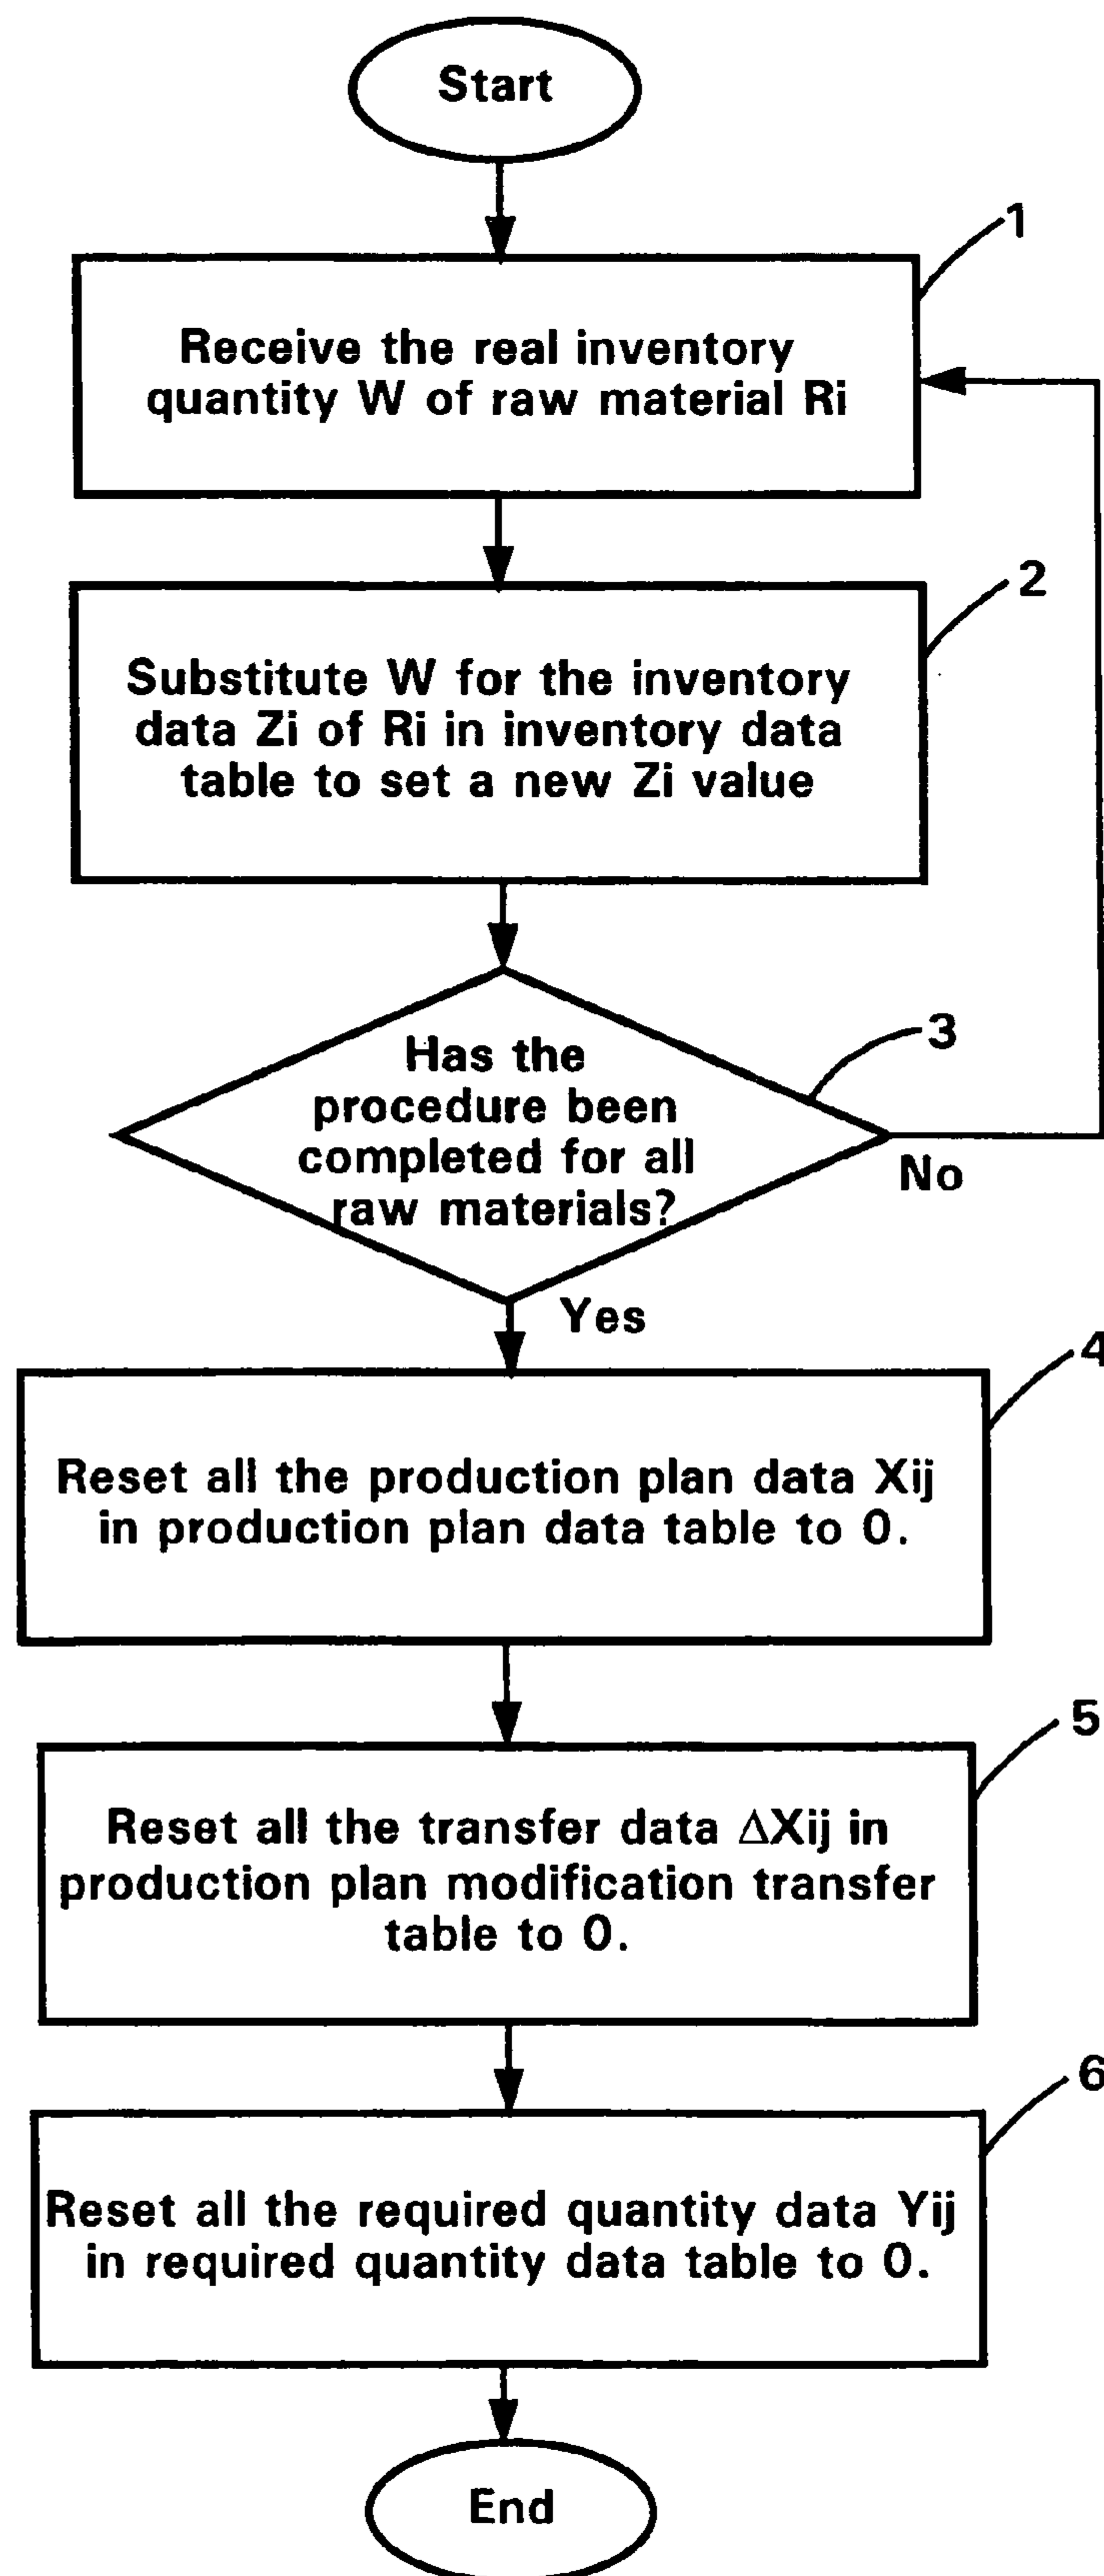 Start
1
Receive the real inventory
quantity W of raw material Ri
2
Substitute W for the inventory
data Zi of Ri in inventory data
table to set a new Zi value
3
Has the
procedure been
completed for all
raw materials?
No
Yes
4
Reset all the production plan data Xij
in production plan data table to 0.
5
Reset all the transfer data ΔXij in
production plan modification transfer
table to 0.
6
Reset all the required quantity data Yij
in required quantity data table to 0.
End